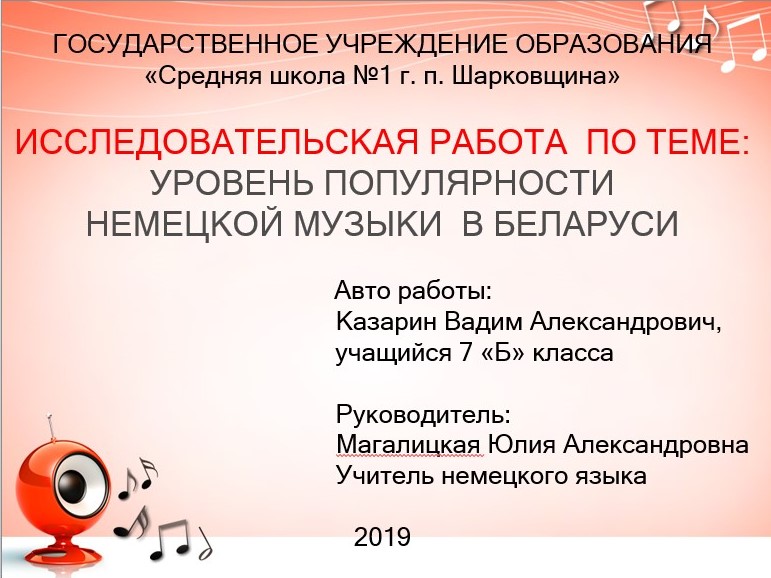 ГОСУДАРСТВЕННОЕ УЧРЕЖДЕНИЕ ОБРАЗОВАНИЯ
«Средняя школа №1 г. п. Шарковщина»
ИССЛЕДОВАТЕЛЬСКАЯ РАБОТА ПО ТЕМЕ:
УРОВЕНЬ ПОПУЛЯРНОСТИ
НЕМЕЦКОЙ МУЗЫКИ В БЕЛАРУСИ
Авто работы:
Казарин Вадим Александрович,
учащийся 7 «Б» класса
Руководитель:
Магалицкая Юлия Александровна
Учитель немецкого языка
2019